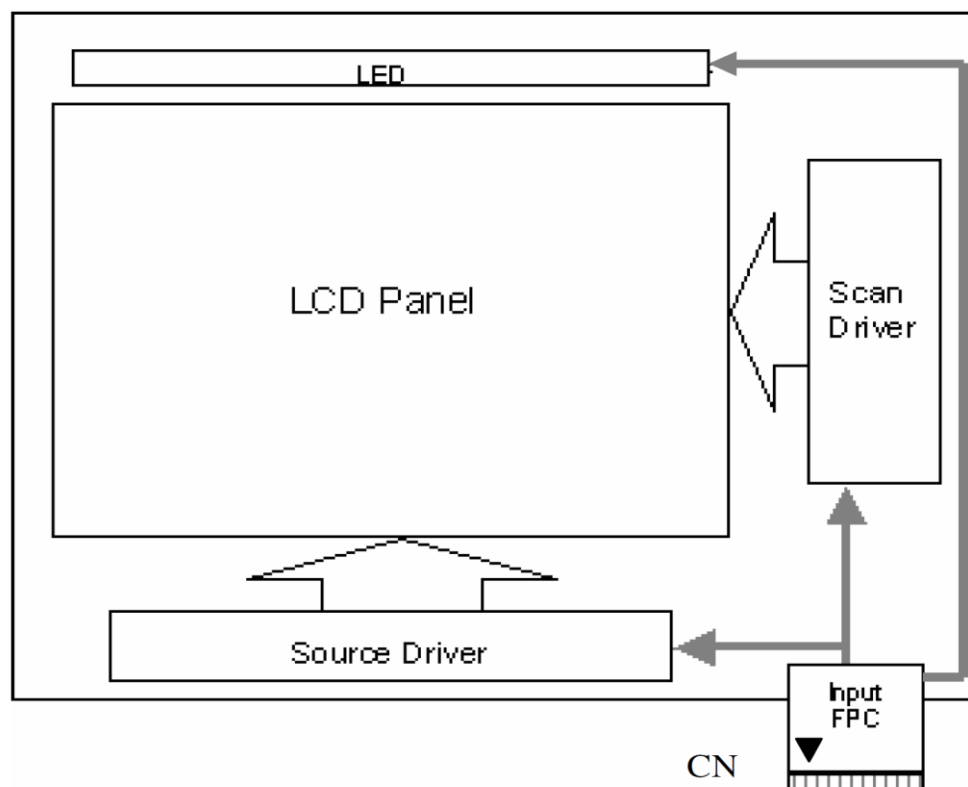 LED
LCD Panel
Scan
Driver
Source Driver
Input
FPC
CN